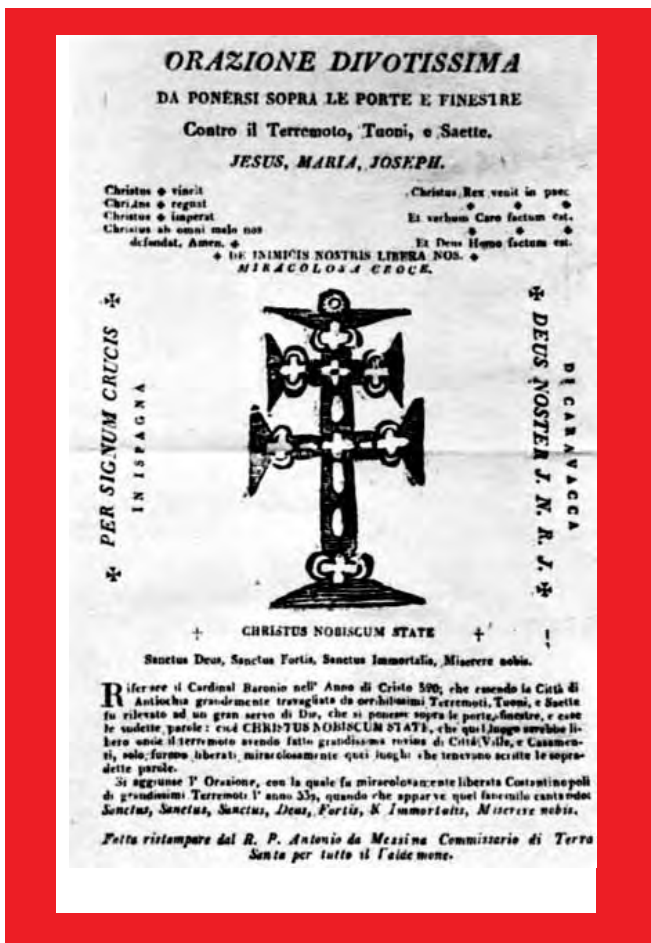 ORAZIONE DIVOTISSIMA
DA PONERSI SOPRA LE PORTE E FINESTRE
Contro il Terremoto, Tuoni, e Saette.
JESUS, MARIA, JOSEPH.
Christus ✦ vincit
Christus ✦ regnat
Christus ✦ imperat
Christus ab omni malo nos
defendat, Amen. ✦
Christus Rex venit in pace
✦ ✦ ✦
Et verbum Caro factum est.
✦ ✦ ✦
Et Deus Homo factum est.
✦ DE INIMICIS NOSTRIS LIBERA NOS. ✦
MIRACOLOSA CROCE.
✠ PER SIGNUM CRUCIS ✠
IN ISPAGNA
✠ DEUS NOSTER J. N. R. J. ✠
DI CARAVACCA
✝ CHRISTUS NOBISCUM STATE ✝ ✝
Sanctus Deus, Sanctus Fortis, Sanctus Immortalis, Miserere nobis.
Riferisce il Cardinal Baronio nell' Anno di Cristo che essendo la Città di
Antiochia grandemente travagliata da orribilissimi Terremoti, Tuoni, e Saette
fu rilevato ad un gran servo di Dio, che si ponesse sopra le porte, finestre, e case
le sudette parole: cioè CHRISTUS NOBISCUM STATE, che quel luogo sarebbe li-
bero onde il terremoto avendo fatto grandissima rovina di Città, Ville, e Casamen-
ti, solo furono liberati miracolosamente quei luoghi che tenevano scritte le sopra-
dette parole.
Si aggiunse l' Orazione, con la quale fu miracolosamente liberata Costantinopoli
di grandissimi Terremoti l' anno quando che apparve quel fanciullo cantando:
Sanctus, Sanctus, Sanctus, Deus, Fortis, & Immortalis, Miserere nobis.
Fatta ristampare dal R. P. Antonio da Messina Commissario di Terra
Santa per tutto il Valdemone.